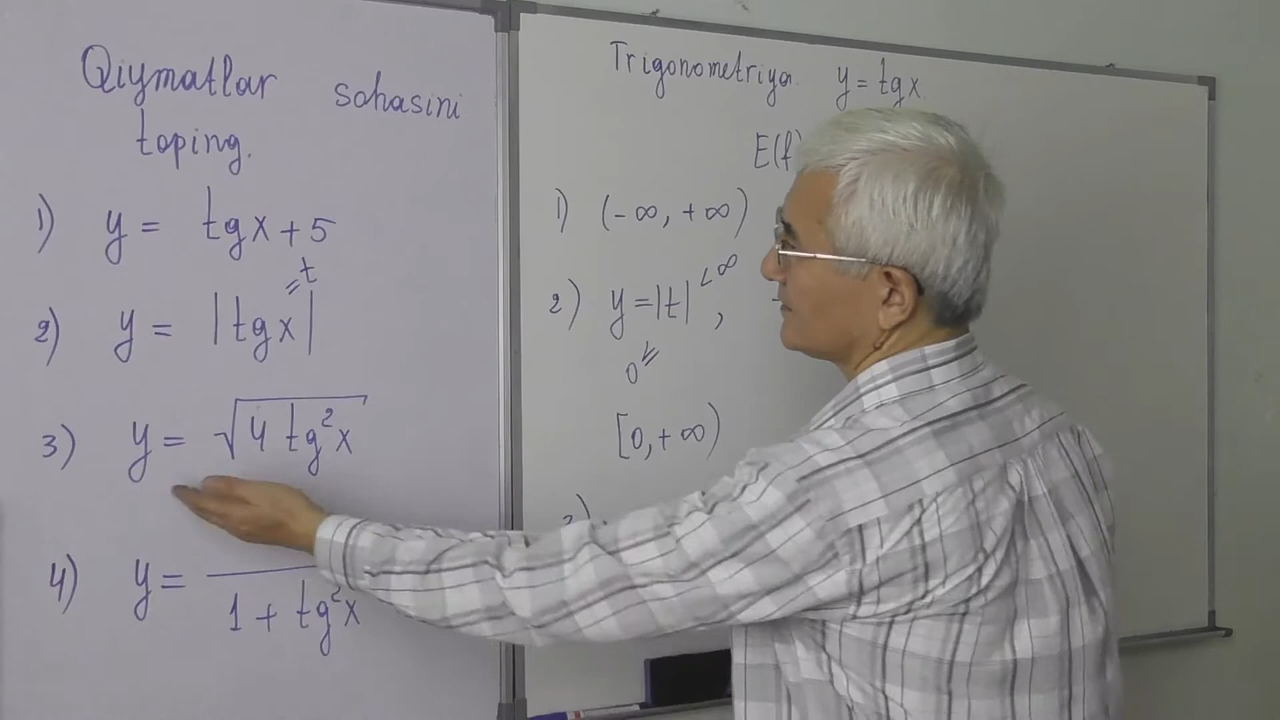 Qiymatlar sohasini
toping.
1) y = tgx + 5
2) y = |tgx| = t
3) y = √4 tg²x
4) y = 1 + tg²x
Trigonometriya. y = tgx.
E(f)
1) (-∞, +∞)
2) y = |t| < ∞,
0 ≤
[0, +∞)
3)